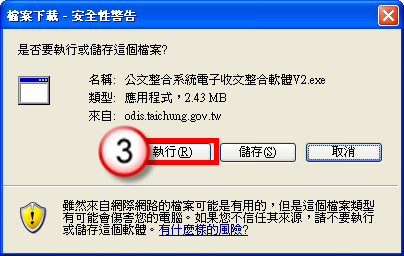 檔案下載 - 安全性警告
是否要執行或儲存這個檔案?
名稱: 公文整合系統電子收文整合軟體V2.exe
類型: 應用程式，2.43 MB
來自: odis.taichung.gov.tw
3 執行(R) 儲存(S) 取消
雖然來自網際網路的檔案可能是有用的，但是這個檔案類型
有可能會傷害您的電腦。如果您不信任其來源，請不要執行
或儲存這個軟體。有什麼樣的風險?